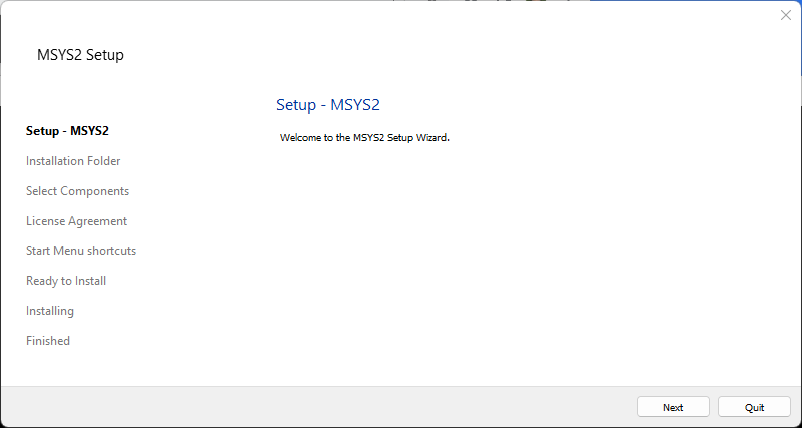 MSYS2 Setup
Setup - MSYS2
Installation Folder
Select Components
License Agreement
Start Menu shortcuts
Ready to Install
Installing
Finished
Setup - MSYS2
Welcome to the MSYS2 Setup Wizard.
Next
Quit